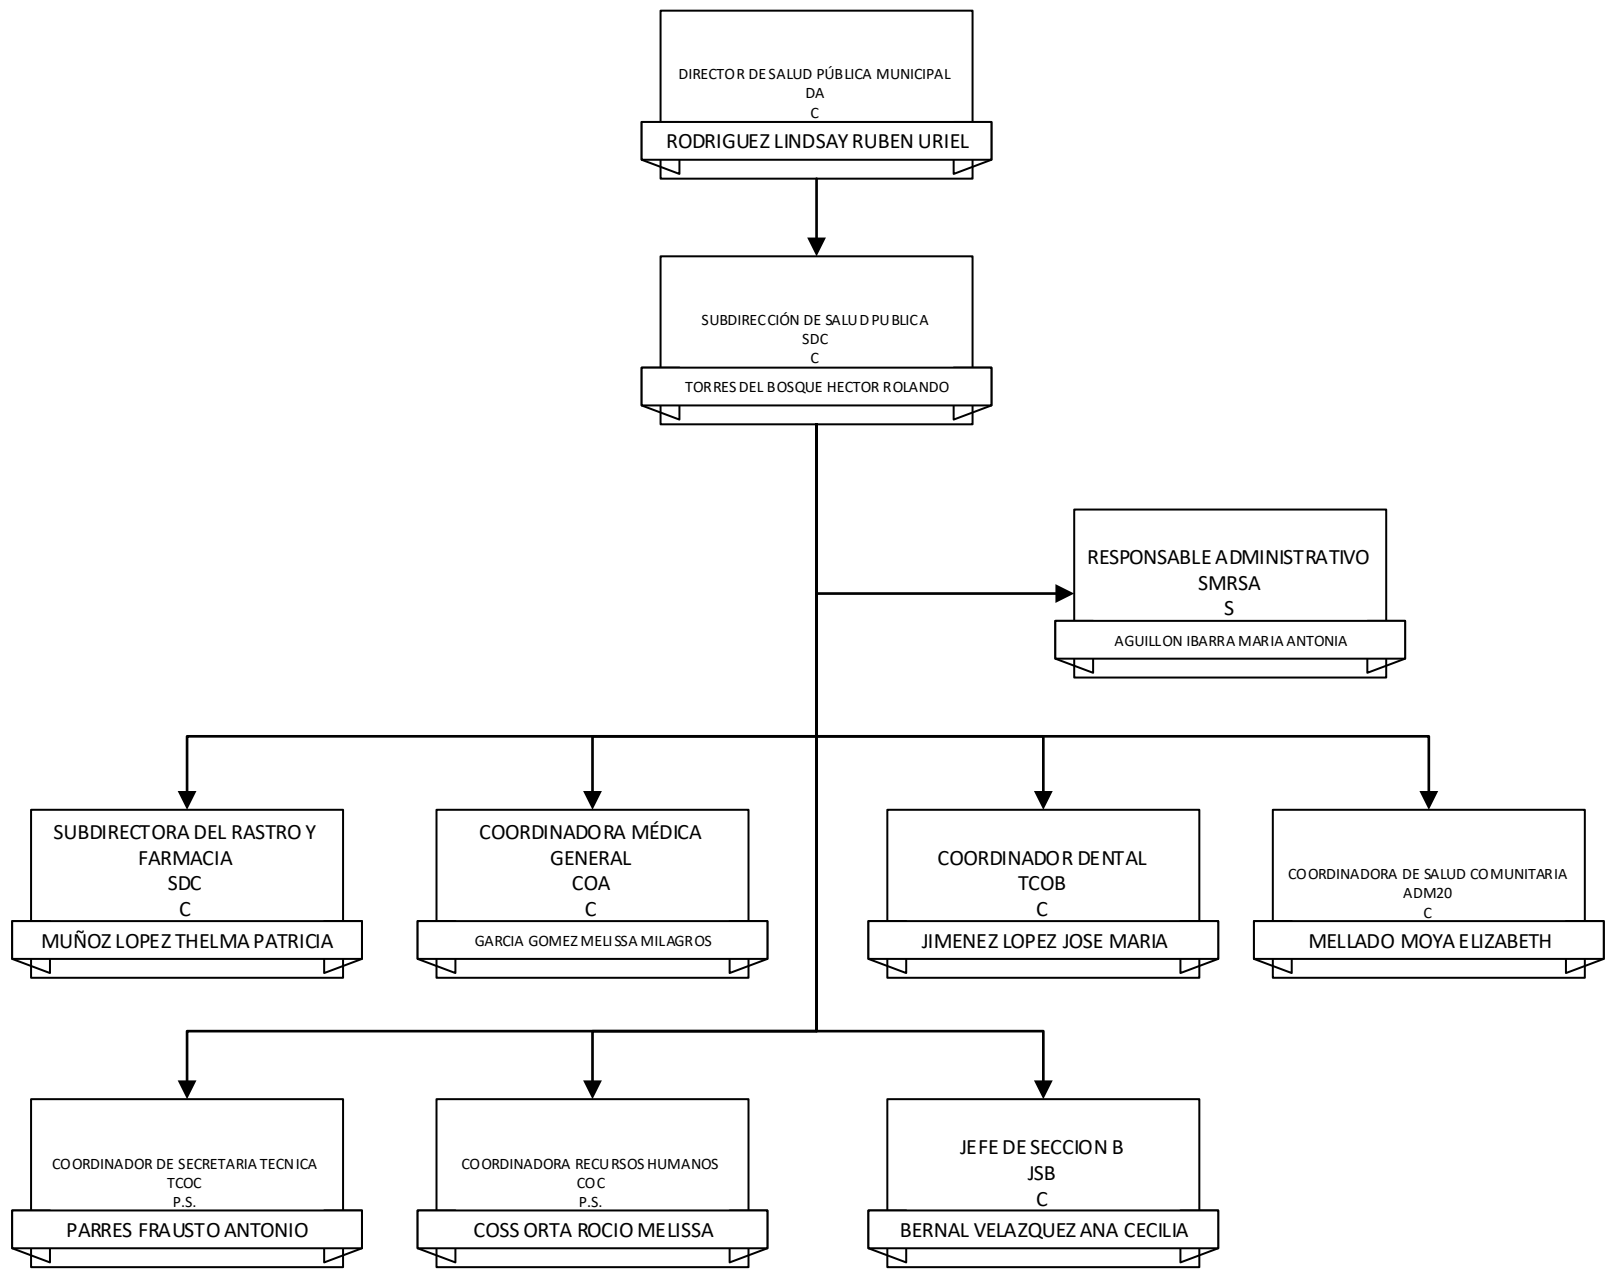 DIRECTOR DE SALUD PÚBLICA MUNICIPAL
DA
C
RODRIGUEZ LINDSAY RUBEN URIEL
SUBDIRECCIÓN DE SALUD PUBLICA
SDC
C
TORRES DEL BOSQUE HECTOR ROLANDO
RESPONSABLE ADMINISTRATIVO
SMRSA
S
AGUILLON IBARRA MARIA ANTONIA
SUBDIRECTORA DEL RASTRO Y
FARMACIA
SDC
C
MUÑOZ LOPEZ THELMA PATRICIA
COORDINADORA MÉDICA
GENERAL
COA
C
GARCIA GOMEZ MELISSA MILAGROS
COORDINADOR DENTAL
TCOB
C
JIMENEZ LOPEZ JOSE MARIA
COORDINADORA DE SALUD COMUNITARIA
ADM20
C
MELLADO MOYA ELIZABETH
COORDINADOR DE SECRETARIA TECNICA
TCOC
P.S.
PARRES FRAUSTO ANTONIO
COORDINADORA RECURSOS HUMANOS
COC
P.S.
COSS ORTA ROCIO MELISSA
JEFE DE SECCION B
JSB
C
BERNAL VELAZQUEZ ANA CECILIA